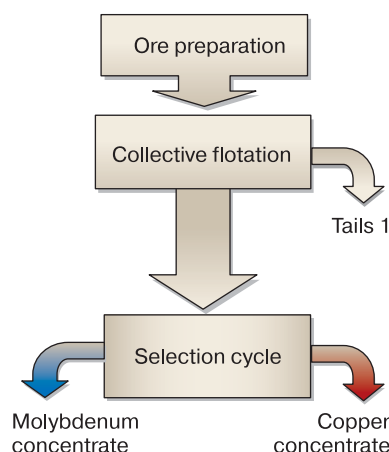 Ore preparation
Collective flotation
Tails 1
Selection cycle
Molybdenum
concentrate
Copper
concentrate